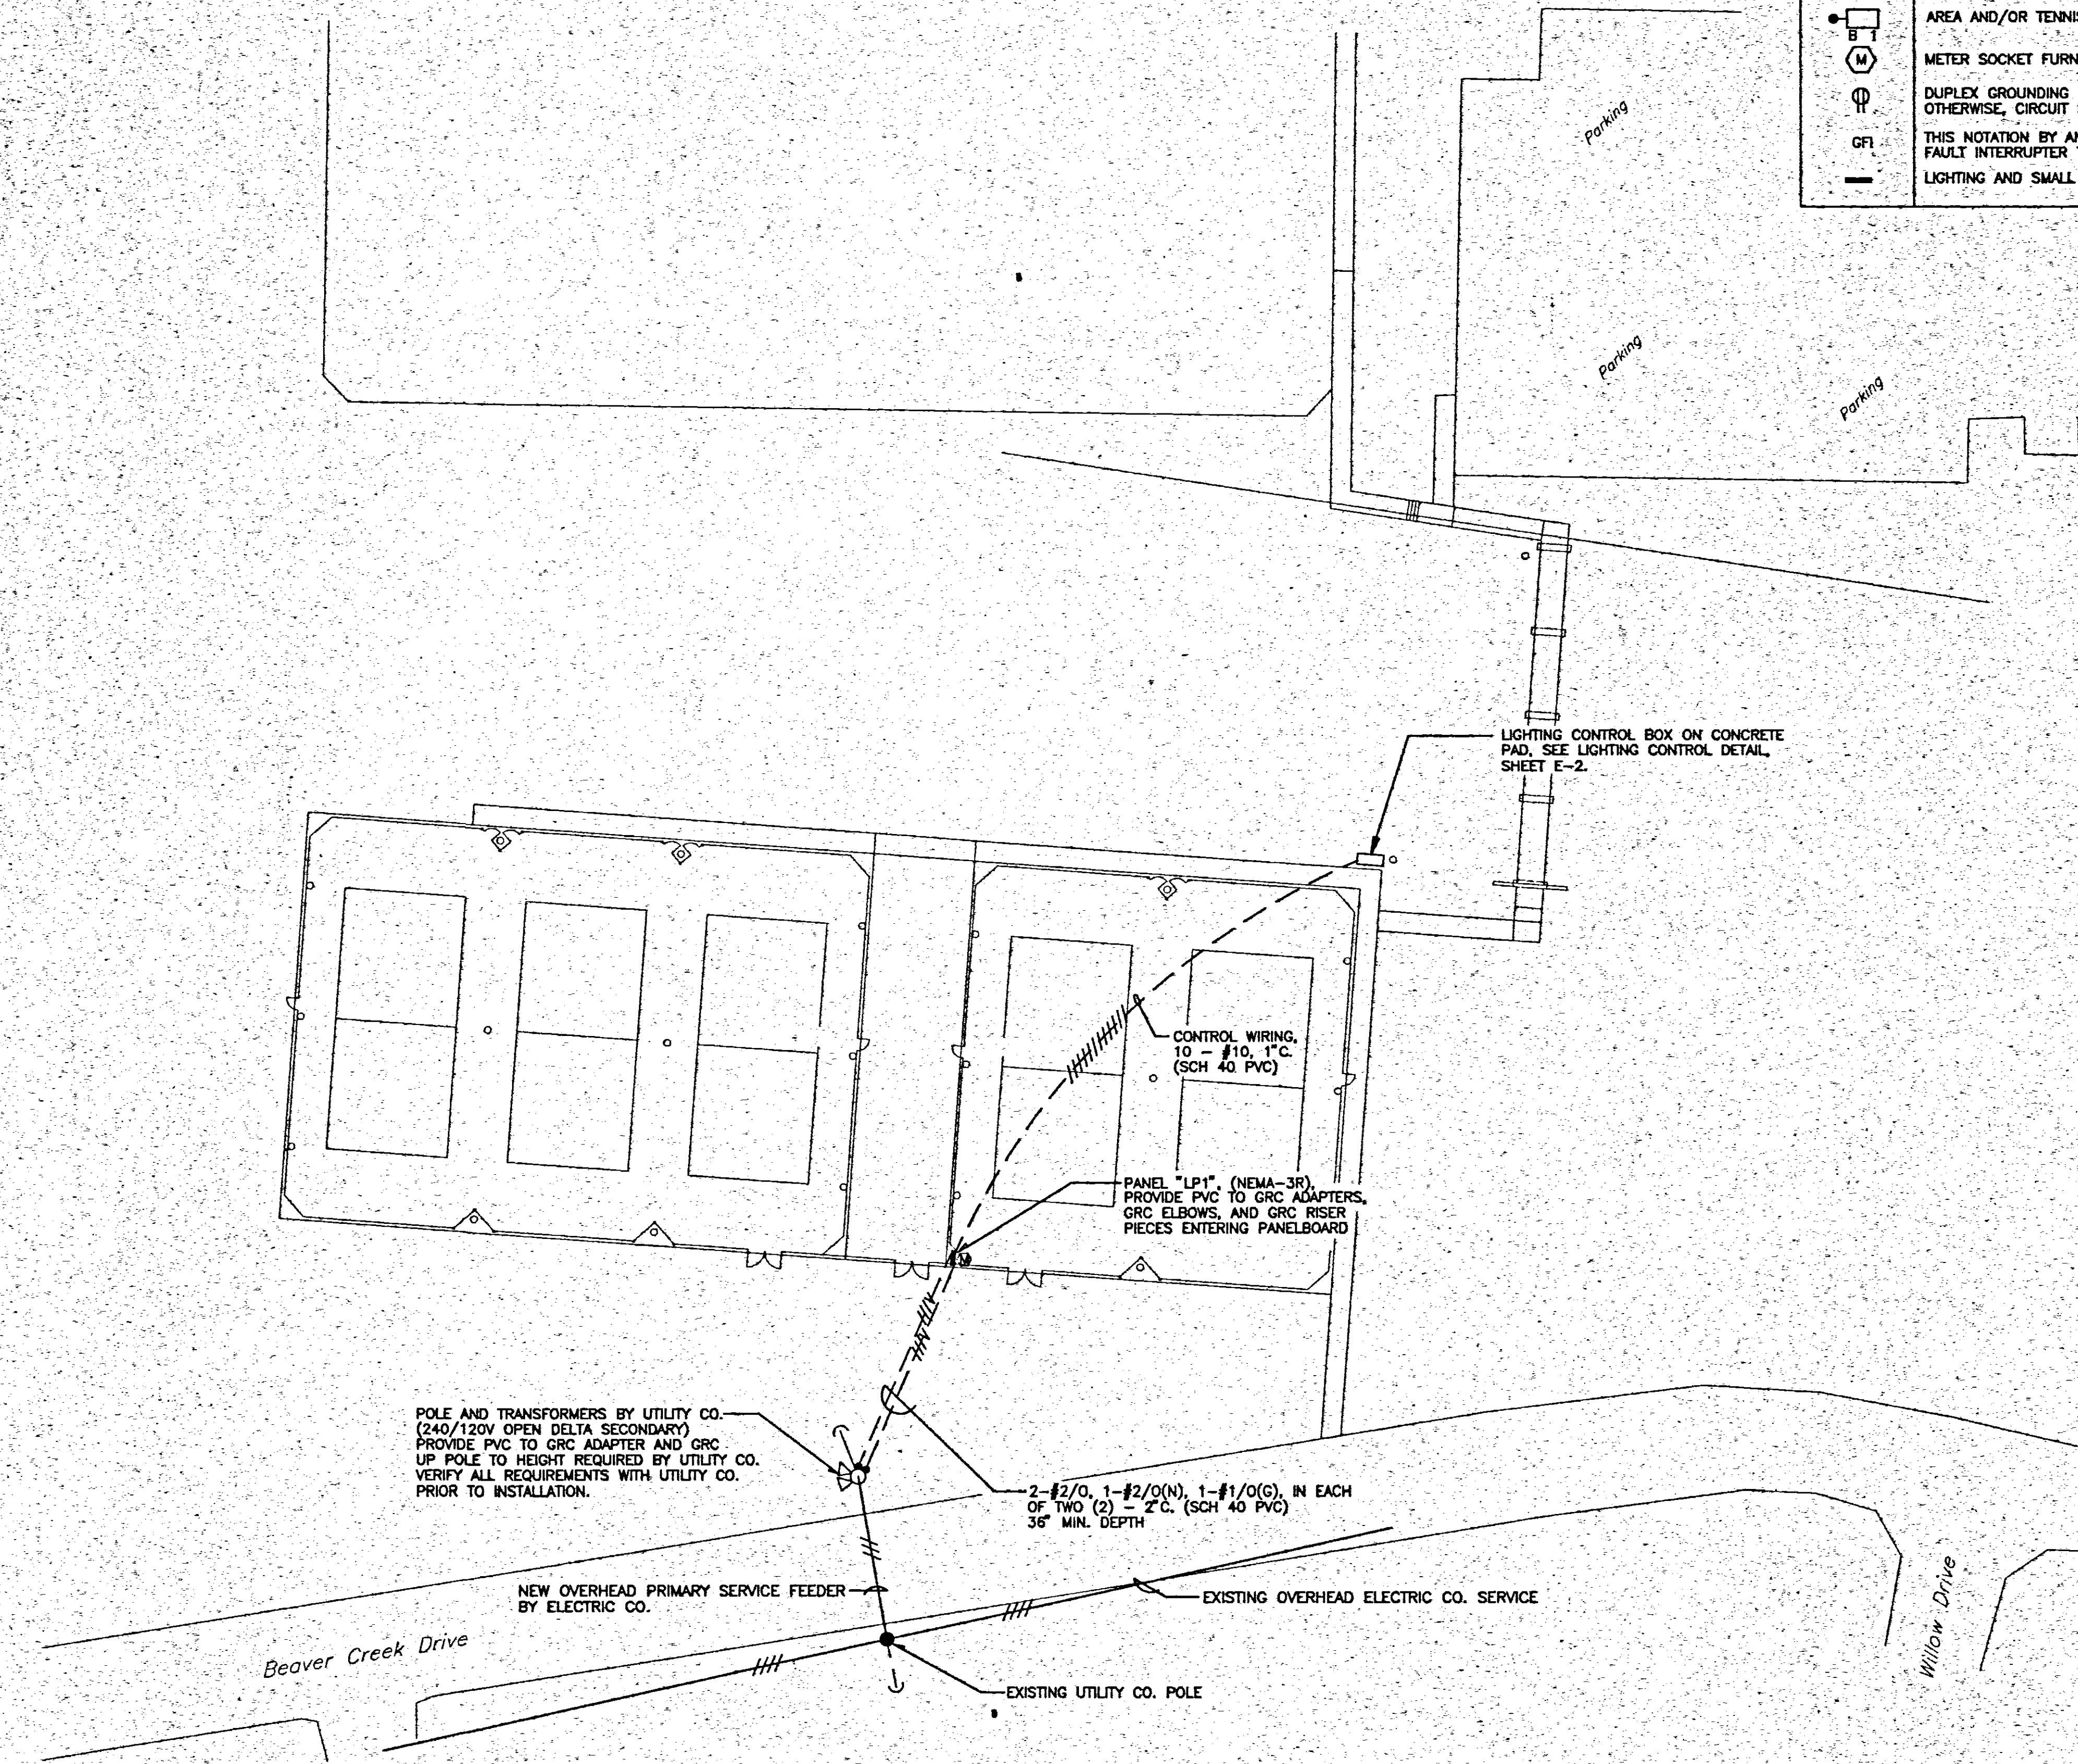 AREA AND/OR TENNIS
B 1
M
METER SOCKET FURN
DUPLEX GROUNDING
OTHERWISE, CIRCUIT
GFI
THIS NOTATION BY AN
FAULT INTERRUPTER
LIGHTING AND SMALL
Parking
Parking
Parking
LIGHTING CONTROL BOX ON CONCRETE
PAD, SEE LIGHTING CONTROL DETAIL,
SHEET E-2.
CONTROL WIRING,
10 - #10, 1"C.
(SCH 40 PVC)
PANEL "LP1", (NEMA-3R),
PROVIDE PVC TO GRC ADAPTERS,
GRC ELBOWS, AND GRC RISER
PIECES ENTERING PANELBOARD
M
POLE AND TRANSFORMERS BY UTILITY CO.
(240/120V OPEN DELTA SECONDARY)
PROVIDE PVC TO GRC ADAPTER AND GRC
UP POLE TO HEIGHT REQUIRED BY UTILITY CO.
VERIFY ALL REQUIREMENTS WITH UTILITY CO.
PRIOR TO INSTALLATION.
2-#2/0, 1-#2/0(N), 1-#1/0(G), IN EACH
OF TWO (2) - 2"C. (SCH 40 PVC)
36" MIN. DEPTH
NEW OVERHEAD PRIMARY SERVICE FEEDER
BY ELECTRIC CO.
EXISTING OVERHEAD ELECTRIC CO. SERVICE
Beaver Creek Drive
Willow Drive
EXISTING UTILITY CO. POLE